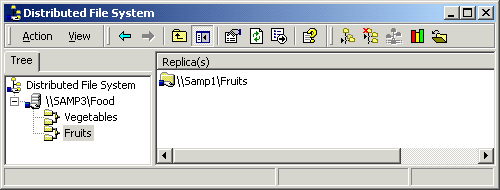 Distributed File System
Action View
Tree
Replica(s)
Distributed File System
\\SAMP3\Food
Vegetables
Fruits
\\Samp1\Fruits